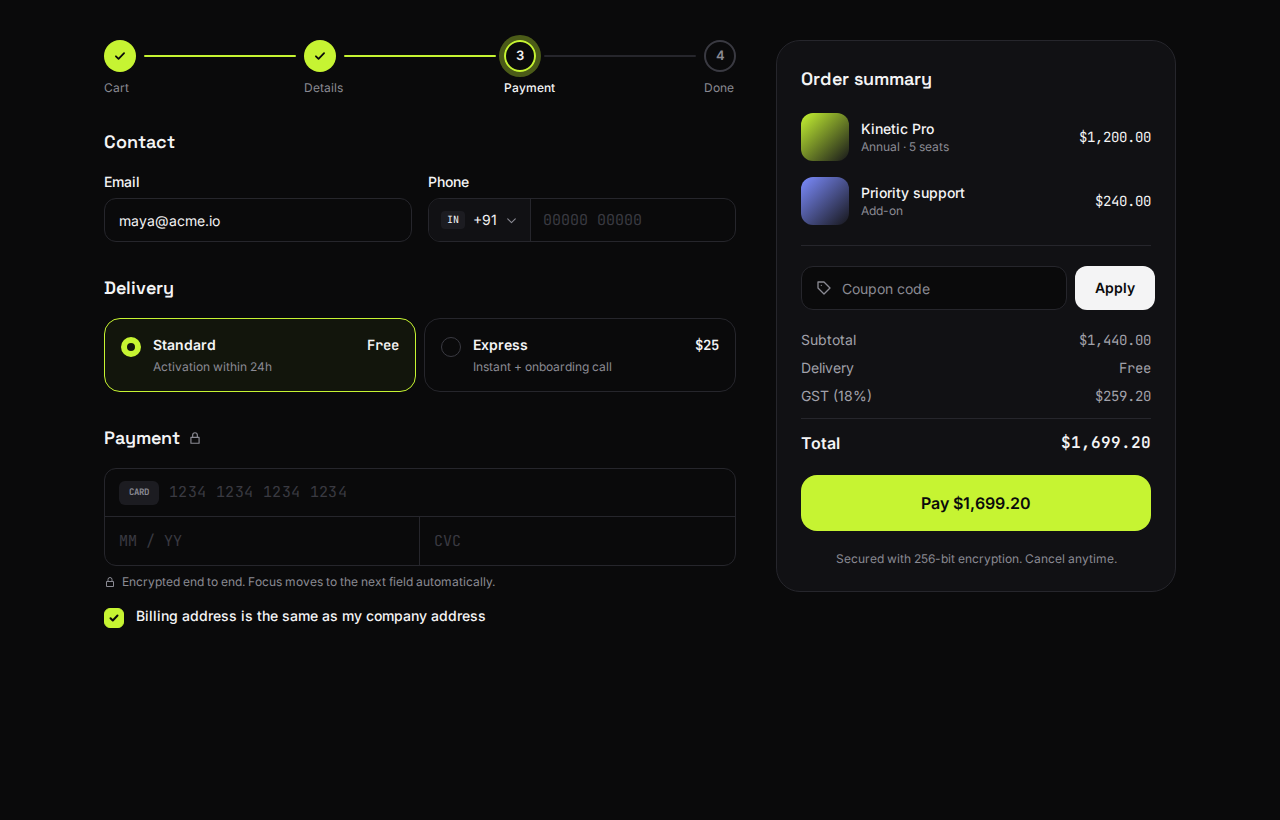 3
4
Cart
Details
Payment
Done
Contact
Email
Phone
maya@acme.io
IN +91
00000 00000
Delivery
Standard
Free
Activation within 24h
Express
$25
Instant + onboarding call
Payment
CARD
1234 1234 1234 1234
MM / YY
CVC
Encrypted end to end. Focus moves to the next field automatically.
Billing address is the same as my company address
Order summary
Kinetic Pro
Annual · 5 seats
$1,200.00
Priority support
Add-on
$240.00
Coupon code
Apply
Subtotal
$1,440.00
Delivery
Free
GST (18%)
$259.20
Total
$1,699.20
Pay $1,699.20
Secured with 256-bit encryption. Cancel anytime.